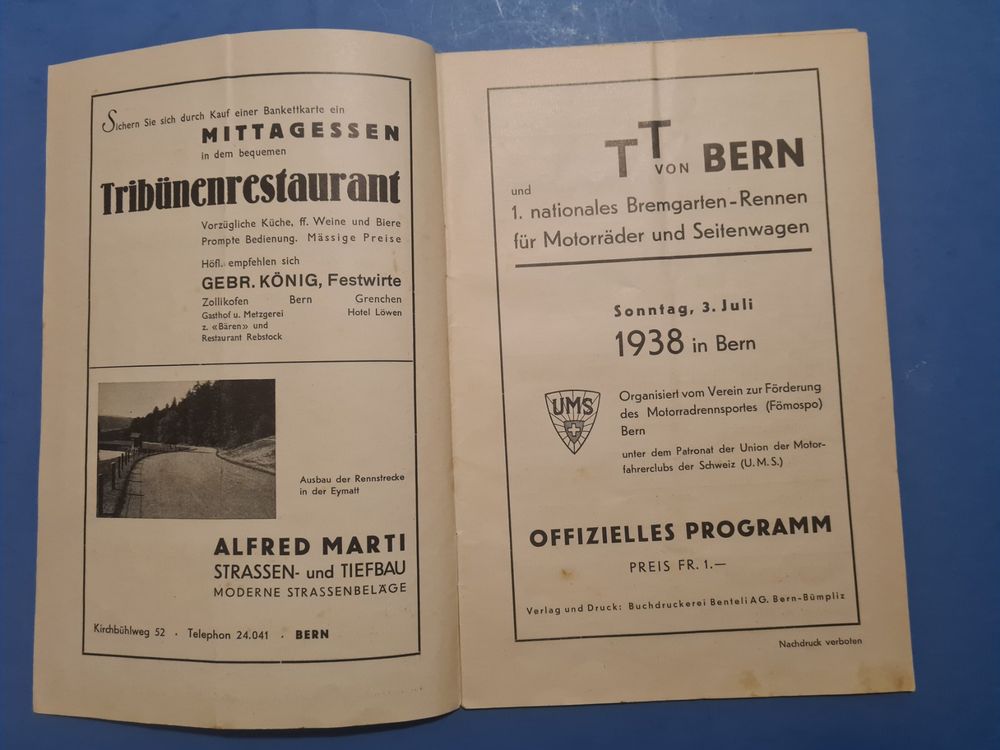 Sichern Sie sich durch Kauf einer Bankettkarte ein
MITTAGESSEN
in dem bequemen
Tribünenrestaurant
Vorzügliche Küche, ff. Weine und Biere
Prompte Bedienung. Mässige Preise
Höfl. empfehlen sich
GEBR. KÖNIG, Festwirte
Zollikofen Bern Grenchen
Gasthof u. Metzgerei Hotel Löwen
z. «Bären» und
Restaurant Rebstock
Ausbau der Rennstrecke
in der Eymatt
ALFRED MARTI
STRASSEN- und TIEFBAU
MODERNE STRASSENBELÄGE
Kirchbühlweg 52 . Telephon 24.041 . BERN
TT VON BERN
und
1. nationales Bremgarten-Rennen
für Motorräder und Seitenwagen
Sonntag, 3. Juli
1938 in Bern
UMS
Organisiert vom Verein zur Förderung
des Motorradrennsportes (Fömospo)
Bern
unter dem Patronat der Union der Motor-
fahrerclubs der Schweiz (U.M.S.)
OFFIZIELLES PROGRAMM
PREIS FR. 1.—
Verlag und Druck: Buchdruckerei Benteli AG. Bern-Bümpliz
Nachdruck verboten